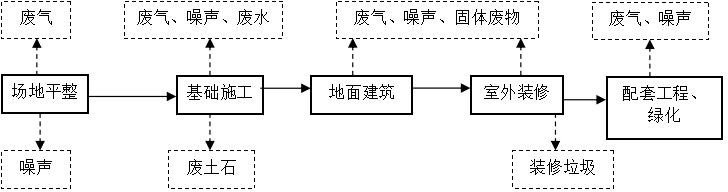 废气
废气、噪声、废水
废气、噪声、固体废物
废气、噪声
场地平整
基础施工
地面建筑
室外装修
配套工程、
绿化
噪声
废土石
装修垃圾